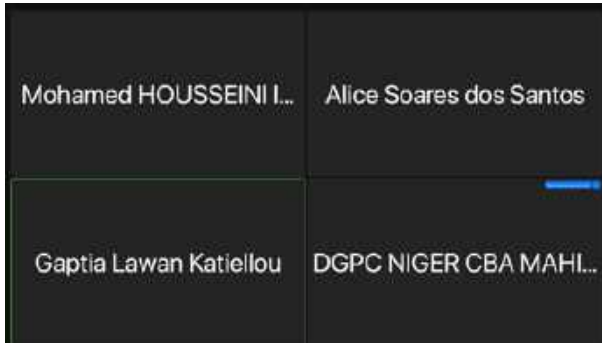 Mohamed HOUSSEINI I...
Alice Soares dos Santos
Gaptia Lawan Katiellou
DGPC NIGER CBA MAHI...